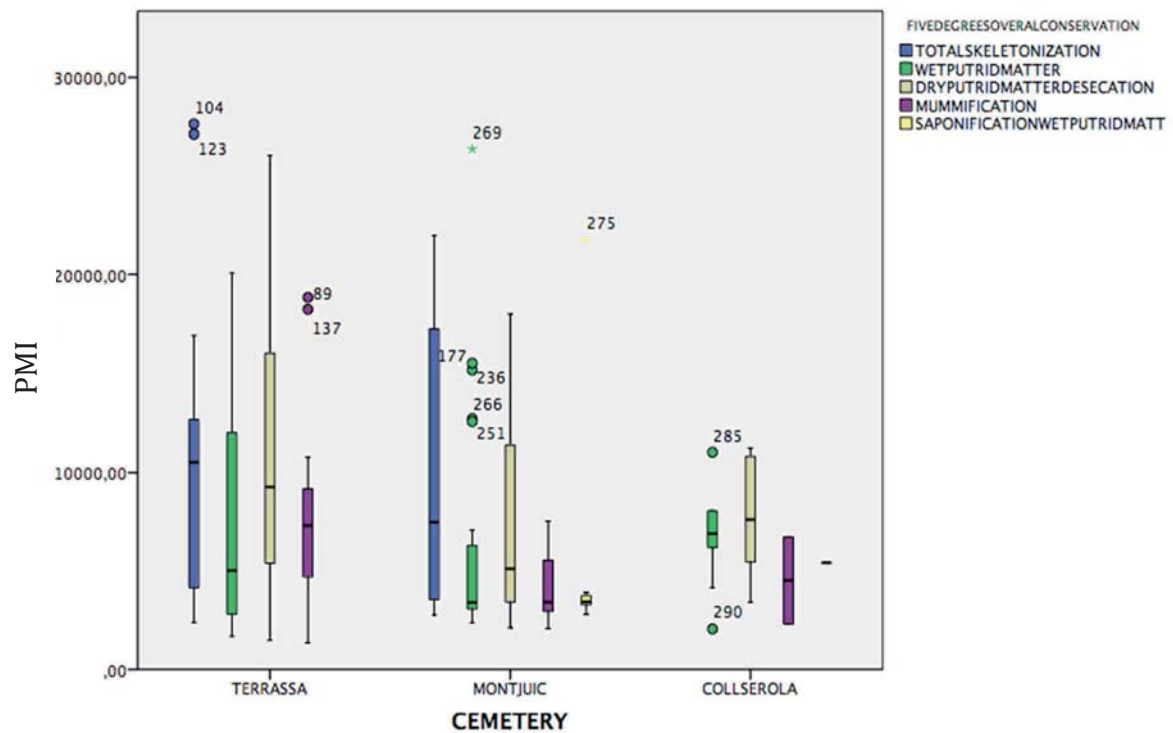 FIVEDEGREESOVERALCONSERVATION
TOTALSKELETONIZATION
WETPUTRIDMATTER
DRYPUTRIDMATTERDESECATION
MUMMIFICATION
SAPONIFICATIONWETPUTRIDMATT
PMI
30000,00
20000,00
10000,00
,00
104
123
89
137
269
275
177
236
266
251
285
290
TERRASSA
MONTJUIC
COLLSEROLA
CEMETERY